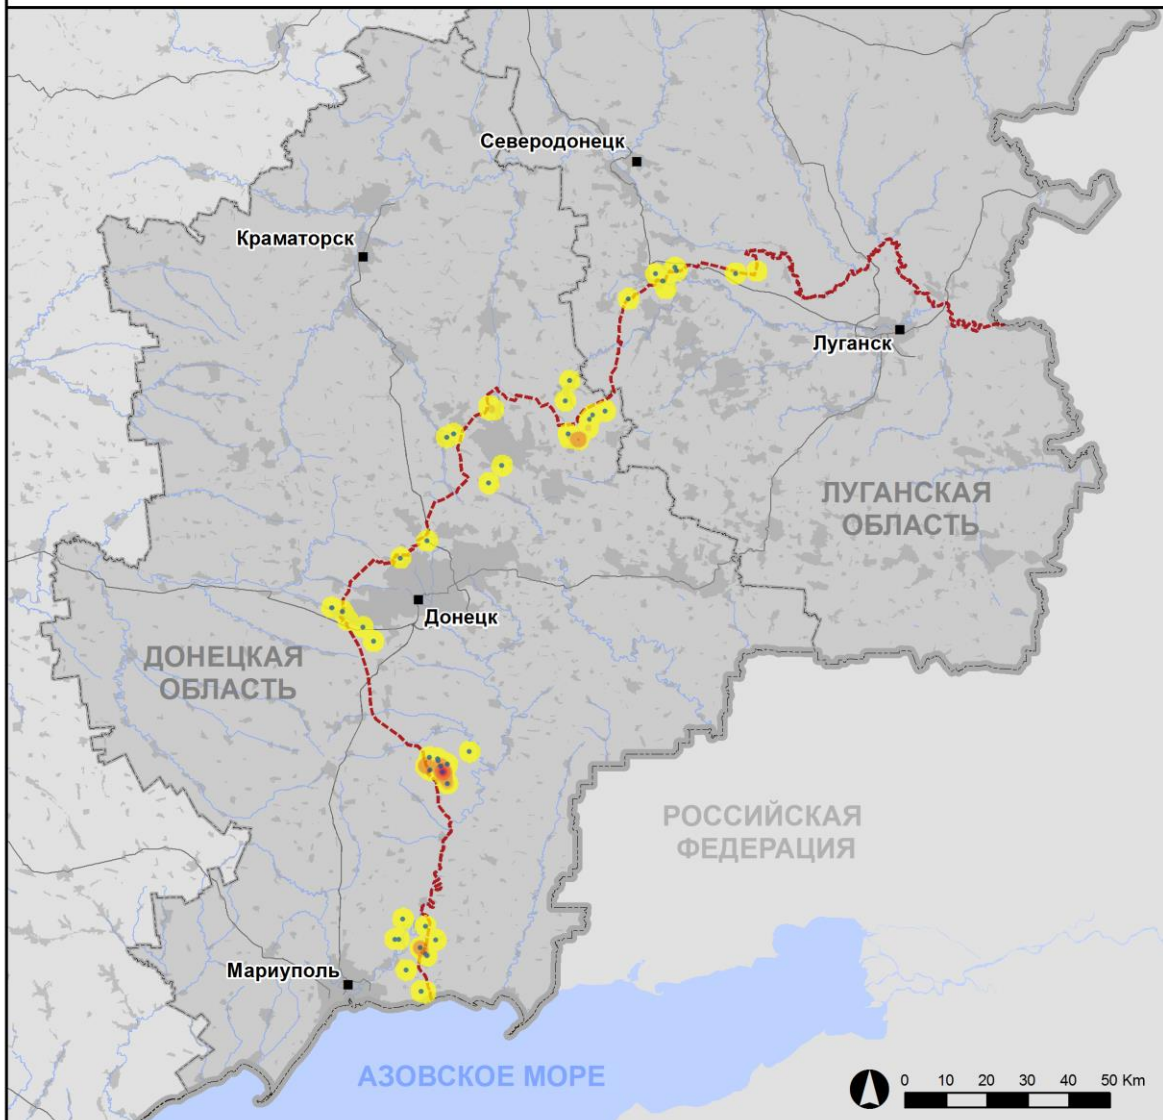 Северодонецк
Краматорск
Луганск
ЛУГАНСКАЯ
ОБЛАСТЬ
Донецк
ДОНЕЦКАЯ
ОБЛАСТЬ
РОССИЙСКАЯ
ФЕДЕРАЦИЯ
Мариуполь
АЗОВСКОЕ МОРЕ
0 10 20 30 40 50 Km